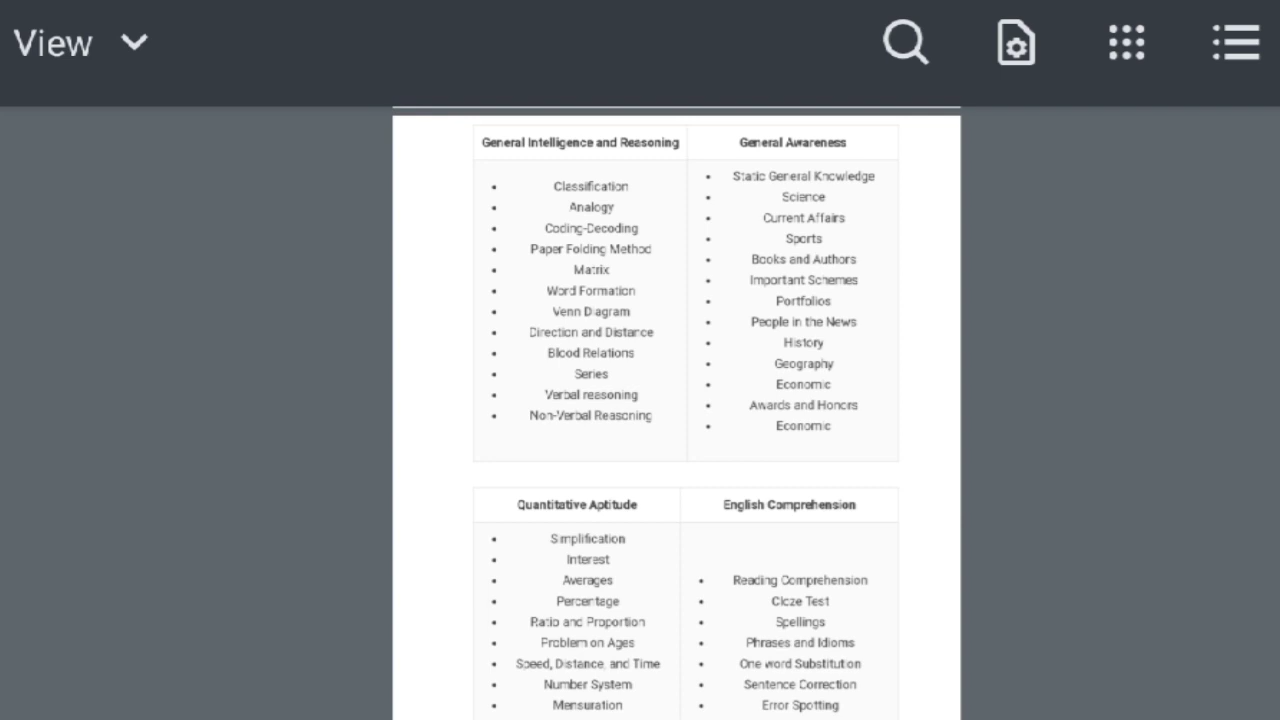 View
General Intelligence and Reasoning
Classification
Analogy
Coding-Decoding
Paper Folding Method
Matrix
Word Formation
Venn Diagram
Direction and Distance
Blood Relations
Series
Verbal reasoning
Non-Verbal Reasoning
General Awareness
Static General Knowledge
Science
Current Affairs
Sports
Books and Authors
Important Schemes
Portfolios
People in the News
History
Geography
Economic
Awards and Honors
Economic
Quantitative Aptitude
Simplification
Interest
Averages
Percentage
Ratio and Proportion
Problem on Ages
Speed, Distance, and Time
Number System
Mensuration
English Comprehension
Reading Comprehension
Cloze Test
Spellings
Phrases and Idioms
One word Substitution
Sentence Correction
Error Spotting